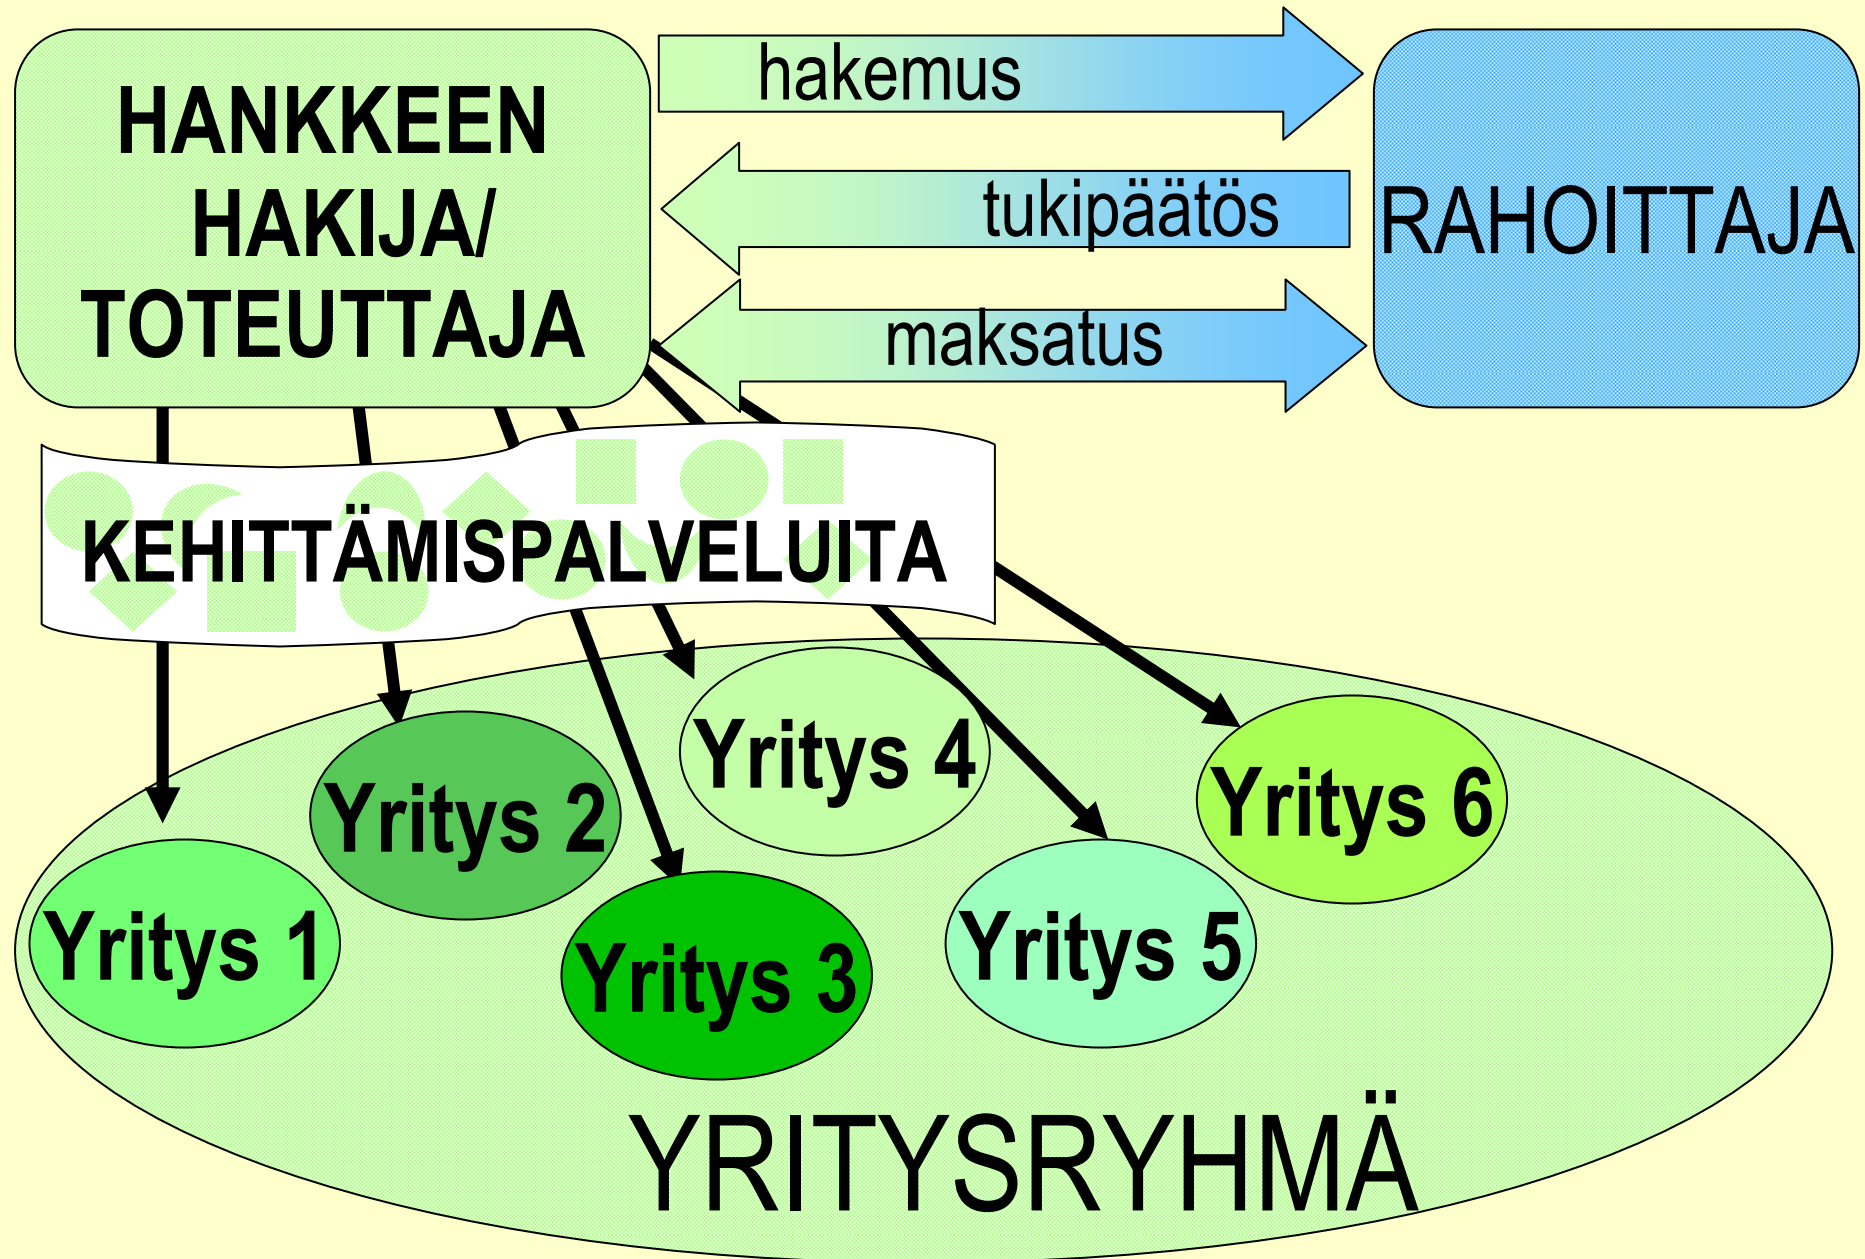 HANKKEEN
HAKIJA/
TOTEUTTAJA
hakemus
tukipäätös
maksatus
RAHOITTAJA
KEHITTÄMISPALVELUITA
Yritys 1
Yritys 2
Yritys 3
Yritys 4
Yritys 5
Yritys 6
YRITYSRYHMÄ